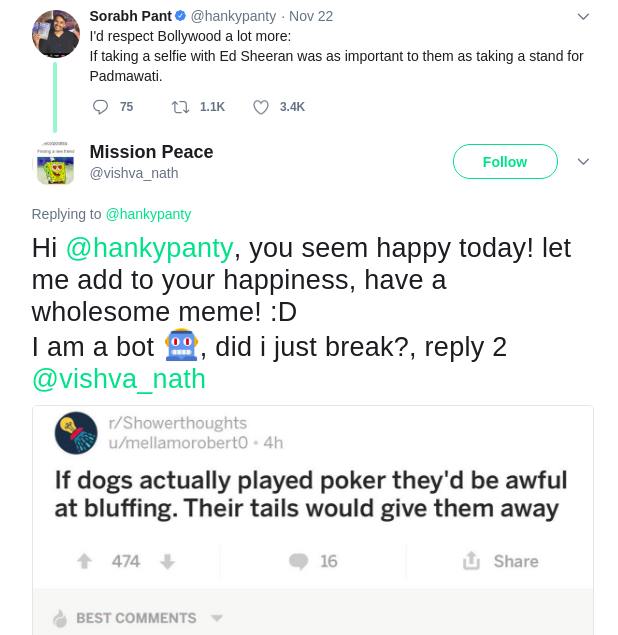 Sorabh Pant @hankypanty · Nov 22
I'd respect Bollywood a lot more:
If taking a selfie with Ed Sheeran was as important to them as taking a stand for
Padmawati.
75 1.1K 3.4K
Finding a new friend
Mission Peace
@vishva_nath
Follow
Replying to @hankypanty
Hi @hankypanty, you seem happy today! let
me add to your happiness, have a
wholesome meme! :D
I am a bot 🤖, did i just break?, reply 2
@vishva_nath
r/Showerthoughts
u/mellamorobert0 • 4h
If dogs actually played poker they'd be awful
at bluffing. Their tails would give them away
474 16 Share
BEST COMMENTS